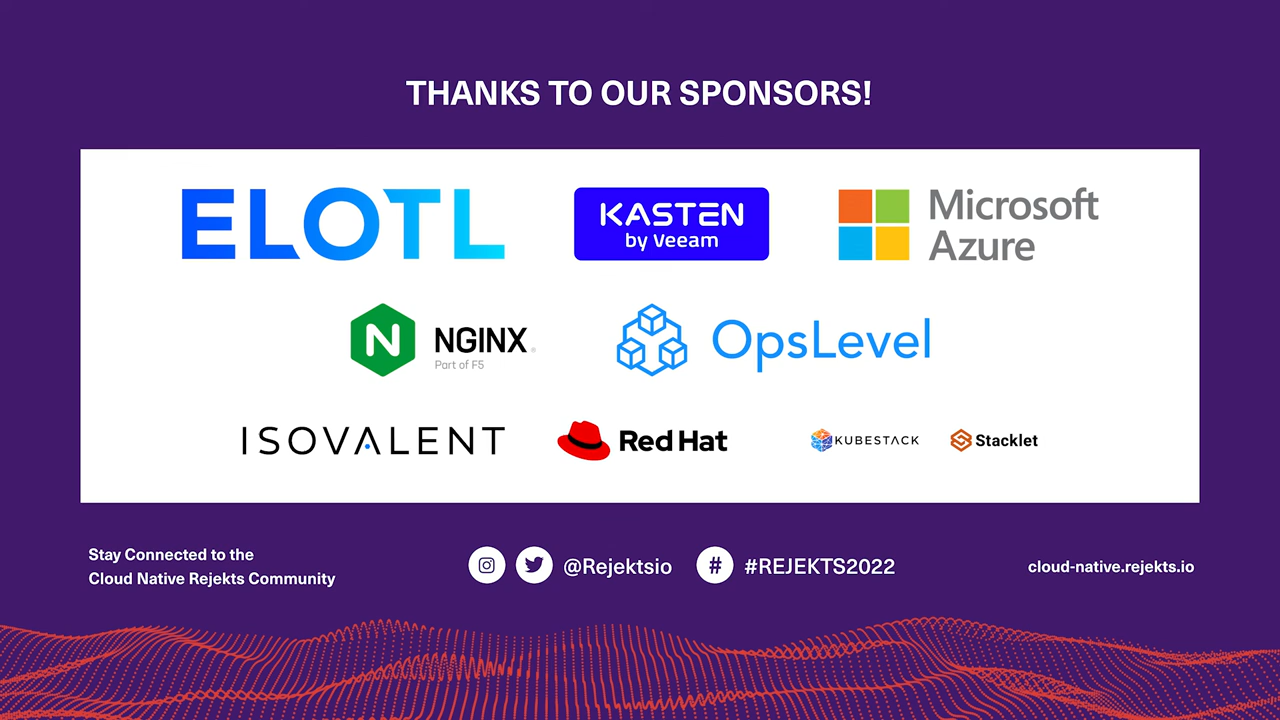 THANKS TO OUR SPONSORS!
ELOTL
KASTEN
by Veeam
Microsoft
Azure
N
NGINX
Part of F5
OpsLevel
ISOVALENT
Red Hat
KUBESTACK
Stacklet
Stay Connected to the
Cloud Native Rejekts Community
@Rejektsio
# #REJEKTS2022
cloud-native.rejekts.io